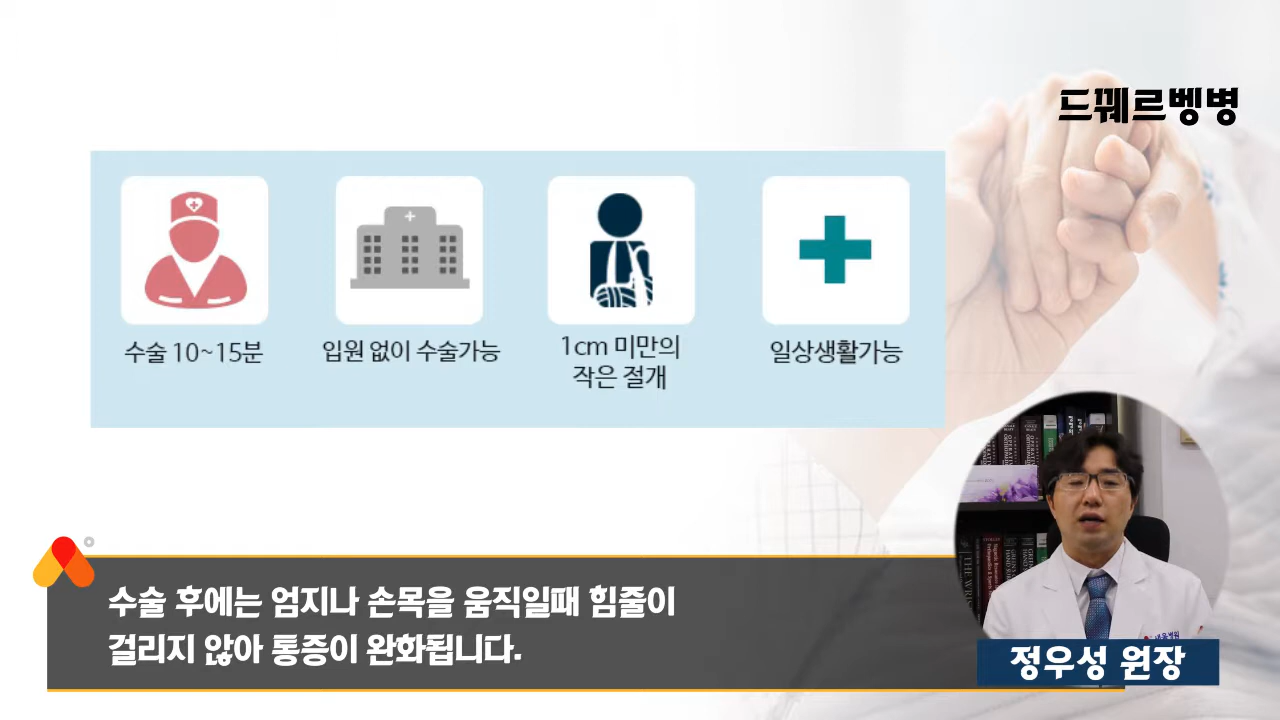 드퀘르벵병
수술 10~15분
입원 없이 수술가능
1cm 미만의
작은 절개
일상생활가능
수술 후에는 엄지나 손목을 움직일때 힘줄이
걸리지 않아 통증이 완화됩니다.
정우성 원장